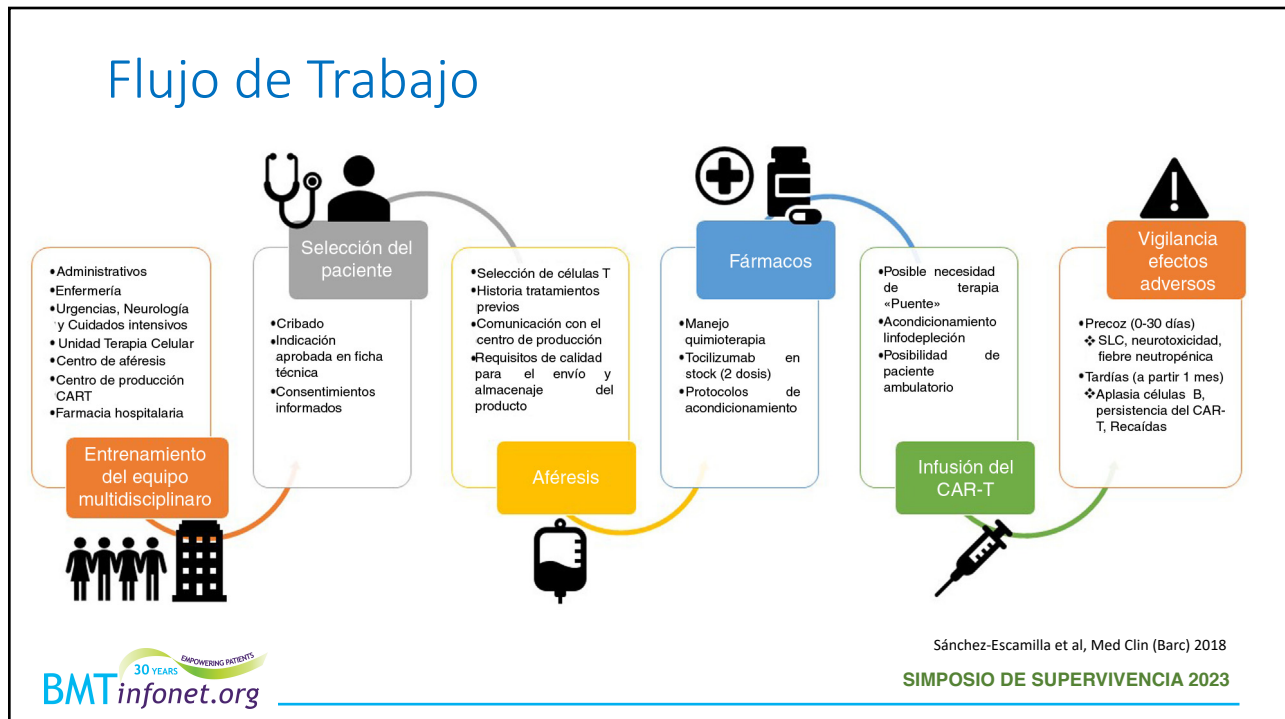 Flujo de Trabajo
•Administrativos
•Enfermería
•Urgencias, Neurología
y Cuidados intensivos
• Unidad Terapia Celular
•Centro de aféresis
•Centro de producción
CART
•Farmacia hospitalaria
Entrenamiento
del equipo
multidisciplinaro
Selección del
paciente
•Cribado
•Indicación
aprobada en ficha
técnica
•Consentimientos
informados
•Selección de células T
•Historia tratamientos
previos
•Comunicación con el
centro de producción
•Requisitos de calidad
para el envío y
almacenaje del
producto
Aféresis
Fármacos
•Manejo
quimioterapia
•Tocilizumab en
stock (2 dosis)
•Protocolos de
acondicionamiento
•Posible necesidad
de terapia
«Puente»
•Acondicionamiento
linfodepleción
•Posibilidad de
paciente
ambulatorio
Infusión del
CAR-T
Vigilancia
efectos
adversos
•Precoz (0-30 días)
❖ SLC, neurotoxicidad,
fiebre neutropénica
•Tardías (a partir 1 mes)
❖Aplasia células B,
persistencia del CAR-
T, Recaídas
Sánchez-Escamilla et al, Med Clin (Barc) 2018
30 YEARS
EMPOWERING PATIENTS
BMTinfonet.org
SIMPOSIO DE SUPERVIVENCIA 2023